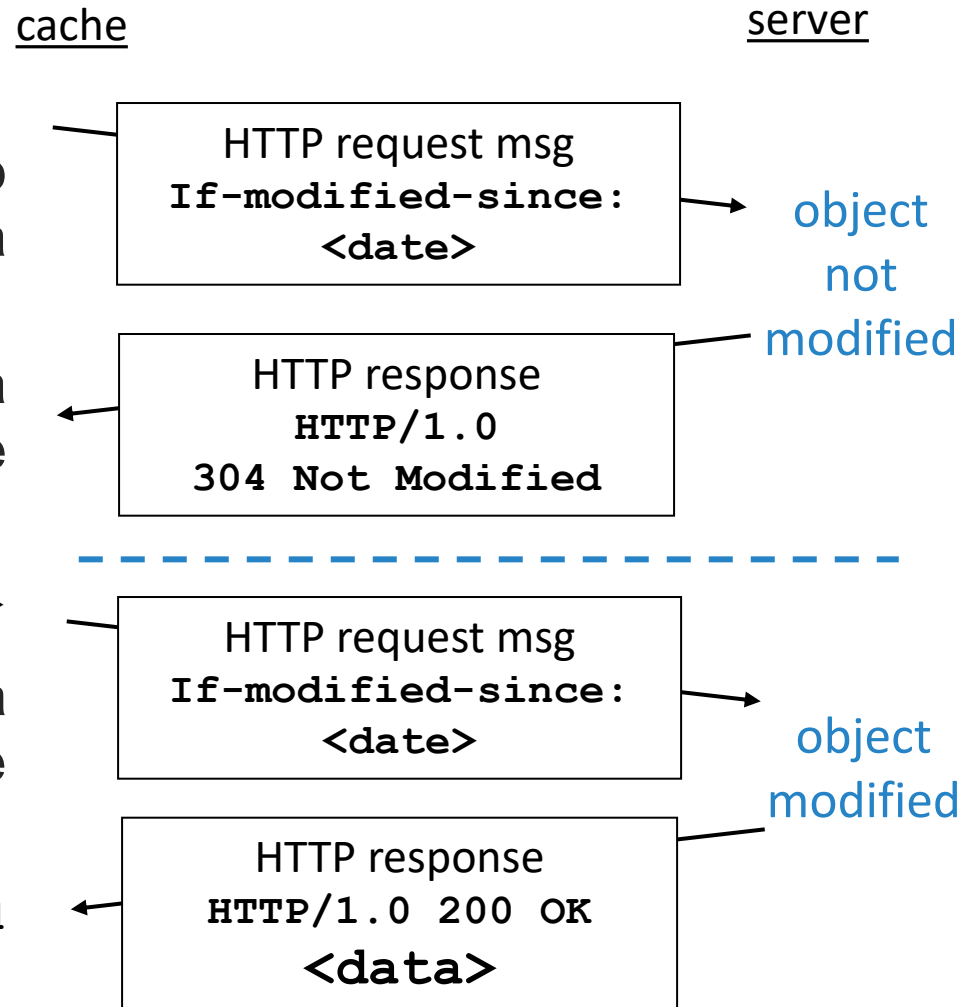 cache
server
HTTP request msg
If-modified-since:
<date>
object
not
modified
HTTP response
HTTP/1.0
304 Not Modified
HTTP request msg
If-modified-since:
<date>
object
modified
HTTP response
HTTP/1.0 200 OK
<data>